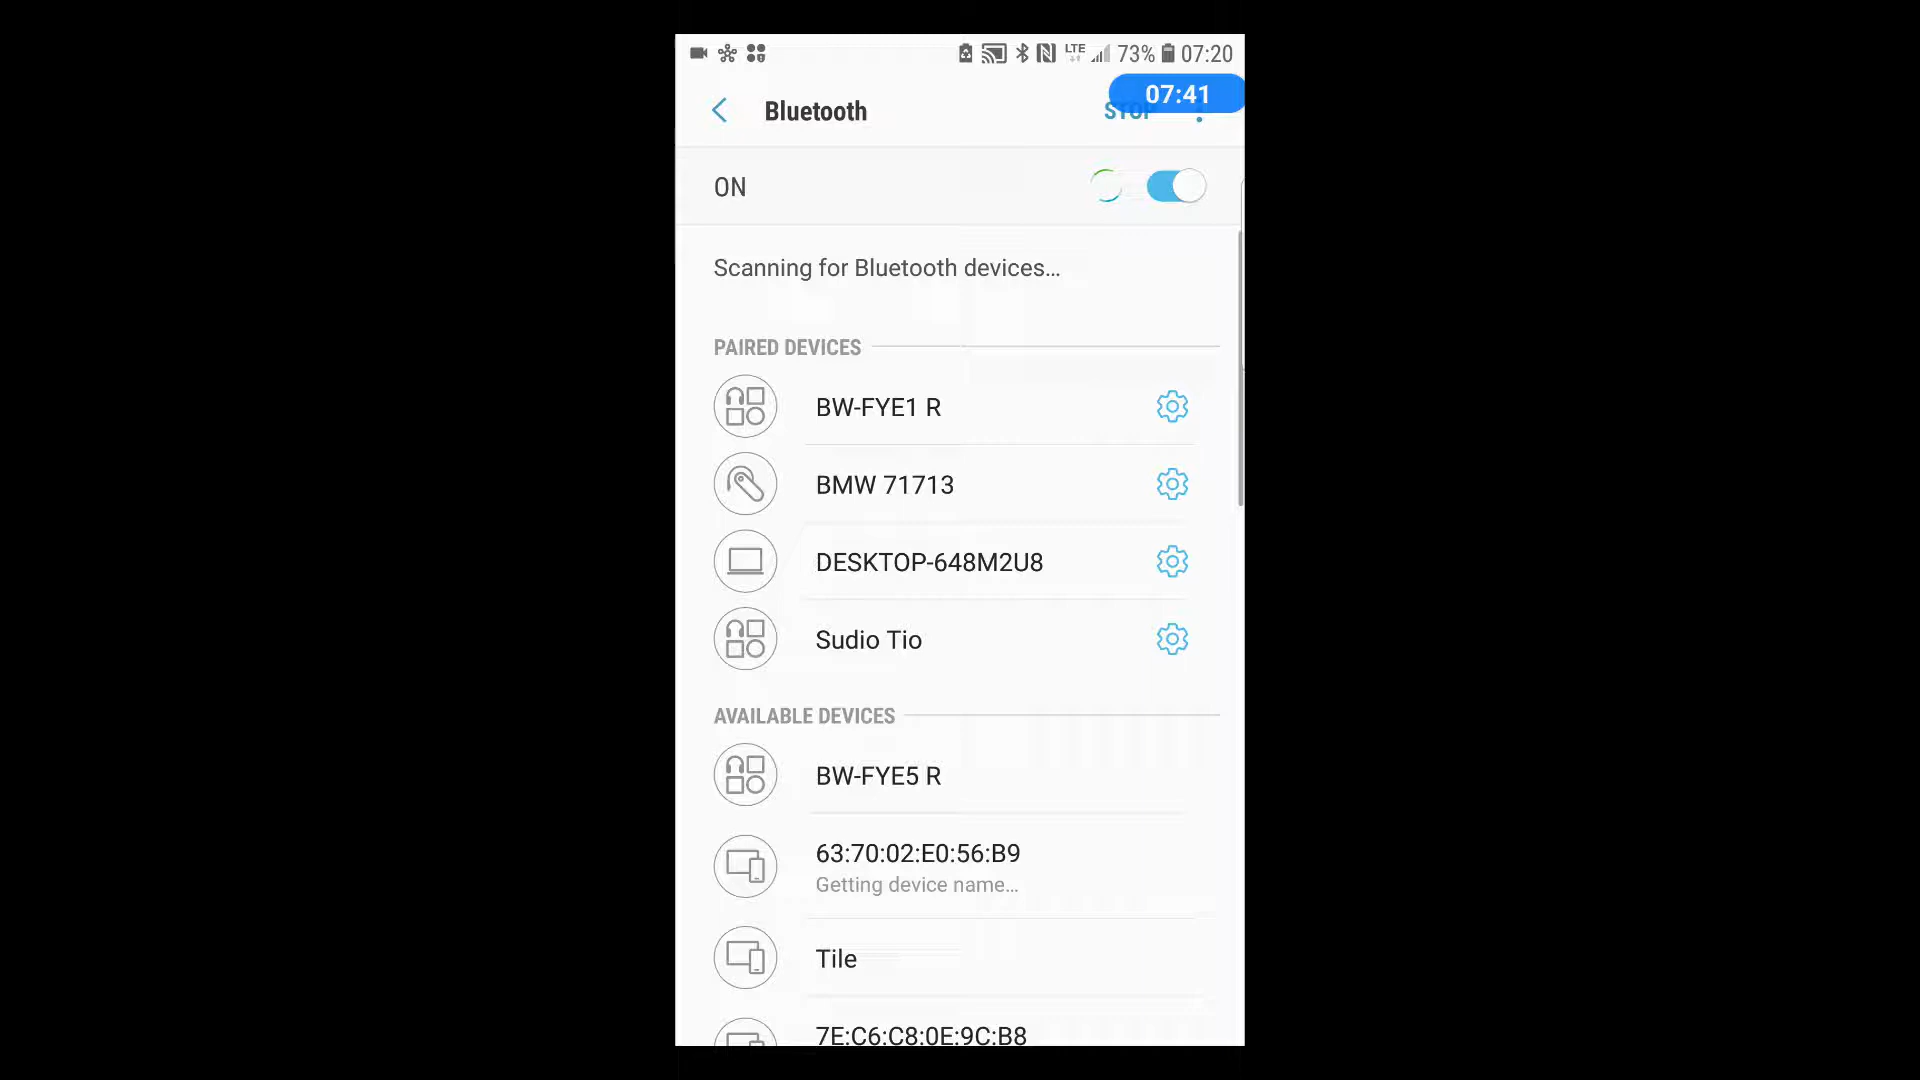 LTE 73% 07:20
07:41
Bluetooth STOP
ON
Scanning for Bluetooth devices...
PAIRED DEVICES
BW-FYE1 R
BMW 71713
DESKTOP-648M2U8
Sudio Tio
AVAILABLE DEVICES
BW-FYE5 R
63:70:02:E0:56:B9
Getting device name...
Tile
7E:C6:C8:0E:9C:B8